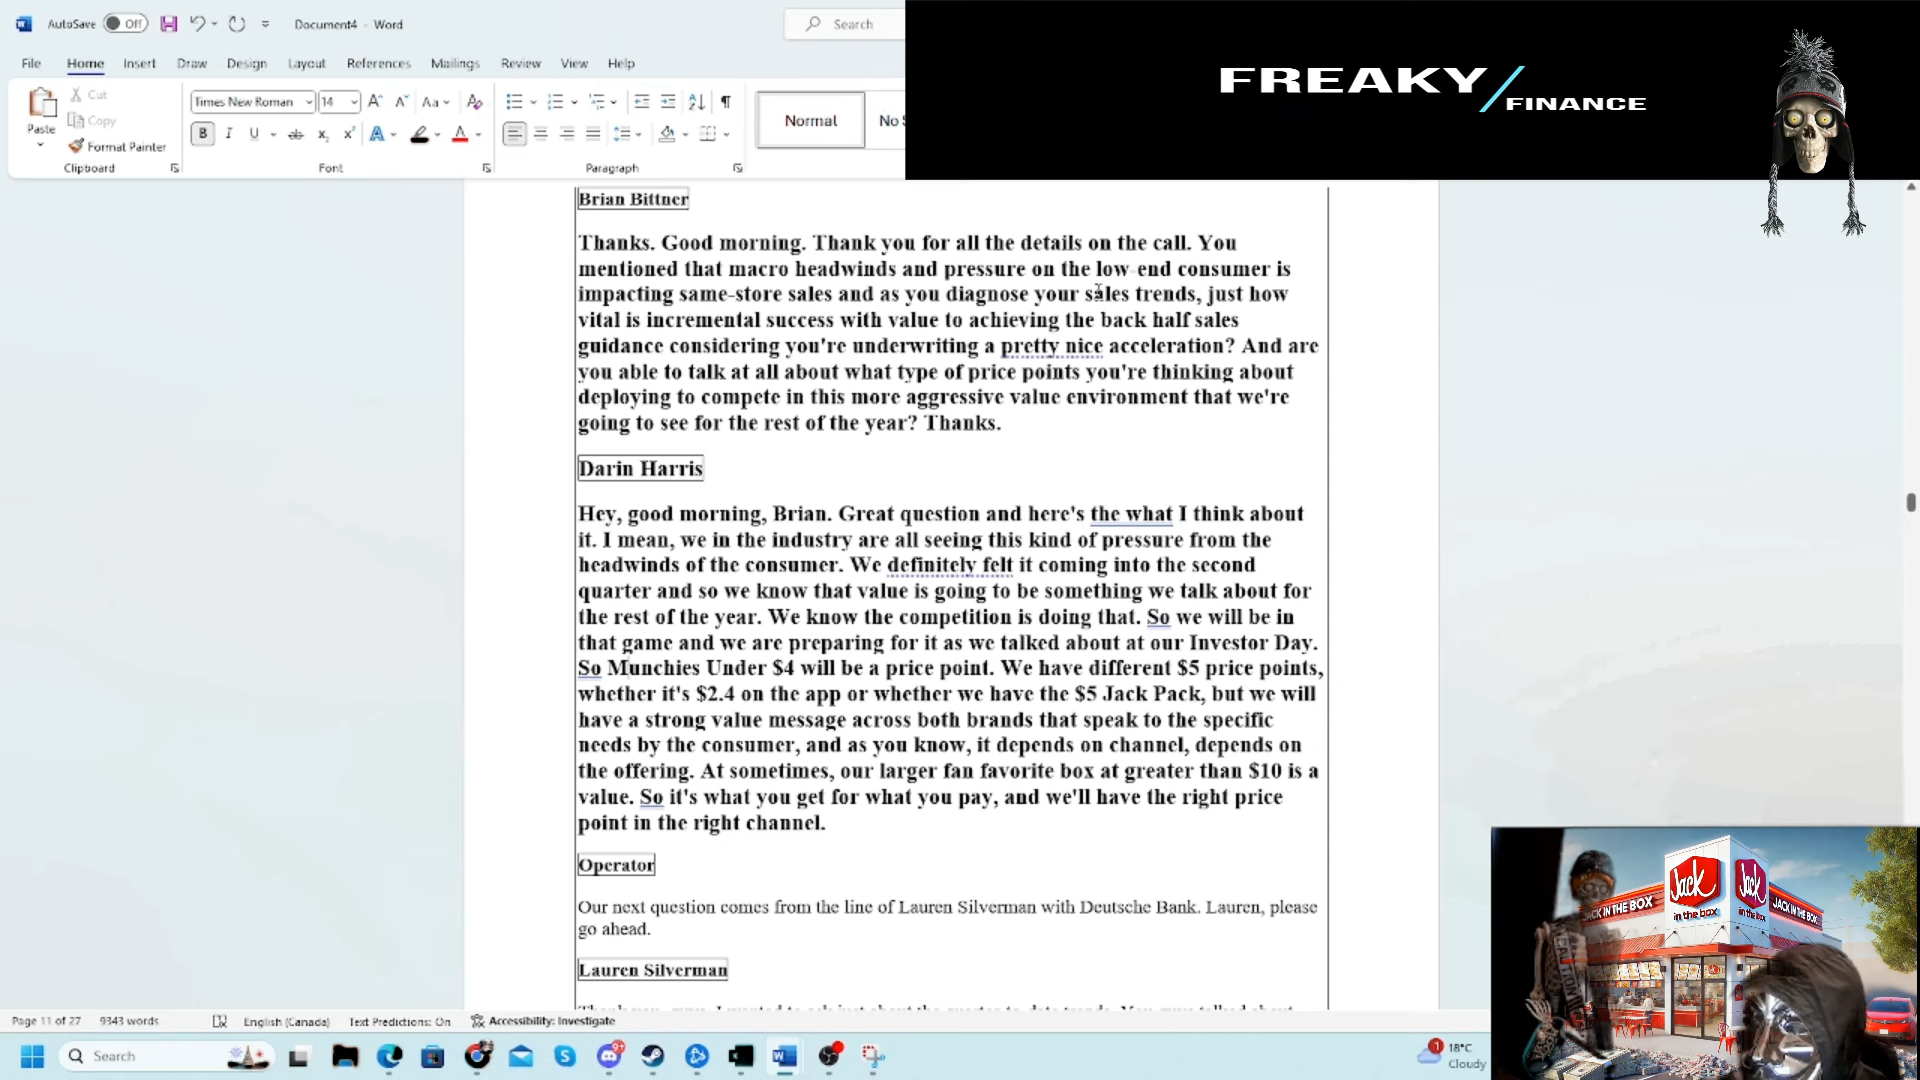 AutoSave Off Document4 - Word Search
FREAKY/FINANCE
File Home Insert Draw Design Layout References Mailings Review View Help
Paste Cut Copy Format Painter
Times New Roman 14
Normal No S
Clipboard Font Paragraph
Brian Bittner
Thanks. Good morning. Thank you for all the details on the call. You
mentioned that macro headwinds and pressure on the low-end consumer is
impacting same-store sales and as you diagnose your sales trends, just how
vital is incremental success with value to achieving the back half sales
guidance considering you're underwriting a pretty nice acceleration? And are
you able to talk at all about what type of price points you're thinking about
deploying to compete in this more aggressive value environment that we're
going to see for the rest of the year? Thanks.
Darin Harris
Hey, good morning, Brian. Great question and here's the what I think about
it. I mean, we in the industry are all seeing this kind of pressure from the
headwinds of the consumer. We definitely felt it coming into the second
quarter and so we know that value is going to be something we talk about for
the rest of the year. We know the competition is doing that. So we will be in
that game and we are preparing for it as we talked about at our Investor Day.
So Munchies Under $4 will be a price point. We have different $5 price points,
whether it's $2.4 on the app or whether we have the $5 Jack Pack, but we will
have a strong value message across both brands that speak to the specific
needs by the consumer, and as you know, it depends on channel, depends on
the offering. At sometimes, our larger fan favorite box at greater than $10 is a
value. So it's what you get for what you pay, and we'll have the right price
point in the right channel.
Operator
Our next question comes from the line of Lauren Silverman with Deutsche Bank. Lauren, please
go ahead.
Lauren Silverman
Jack in the box
Jack in the box
JACK IN THE BOX
JACK IN THE BOX
Page 11 of 27 9343 words English (Canada) Text Predictions: On Accessibility: Investigate
Search
18°C
Cloudy